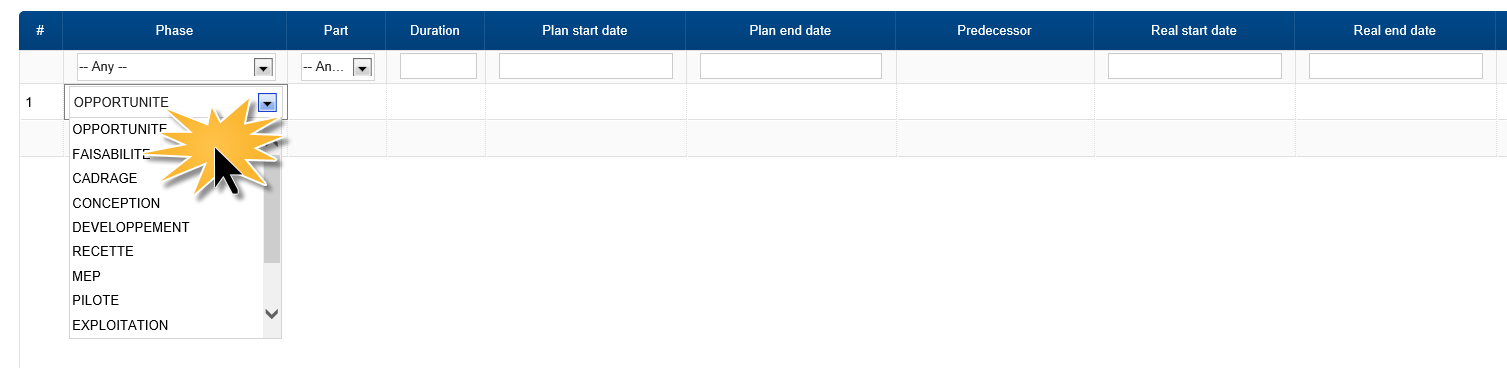 # Phase Part Duration Plan start date Plan end date Predecessor Real start date Real end date
-- Any -- -- An...
1 OPPORTUNITE
OPPORTUNITE
FAISABILITE
CADRAGE
CONCEPTION
DEVELOPPEMENT
RECETTE
MEP
PILOTE
EXPLOITATION